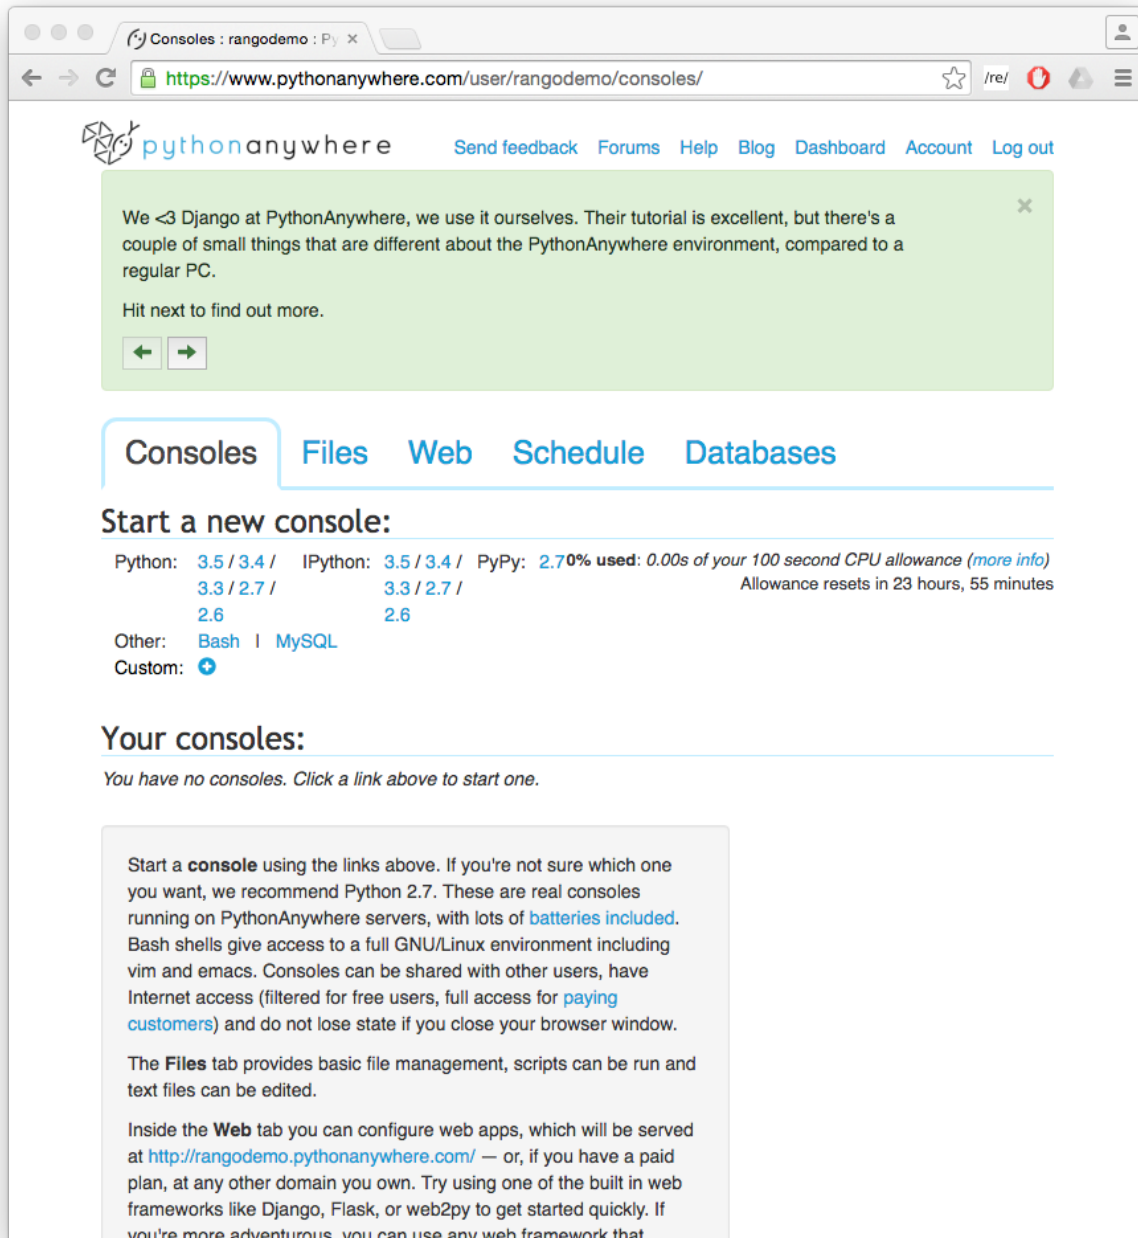 Consoles : rangodemo : Py
https://www.pythonanywhere.com/user/rangodemo/consoles/
/re/
pythonanywhere
Send feedback Forums Help Blog Dashboard Account Log out
We <3 Django at PythonAnywhere, we use it ourselves. Their tutorial is excellent, but there's a
couple of small things that are different about the PythonAnywhere environment, compared to a
regular PC.
Hit next to find out more.
Consoles Files Web Schedule Databases
Start a new console:
Python: 3.5 / 3.4 / IPython: 3.5 / 3.4 / PyPy: 2.7 0% used: 0.00s of your 100 second CPU allowance (more info)
3.3 / 2.7 / 3.3 / 2.7 / Allowance resets in 23 hours, 55 minutes
2.6 2.6
Other: Bash | MySQL
Custom:
Your consoles:
You have no consoles. Click a link above to start one.
Start a console using the links above. If you're not sure which one
you want, we recommend Python 2.7. These are real consoles
running on PythonAnywhere servers, with lots of batteries included.
Bash shells give access to a full GNU/Linux environment including
vim and emacs. Consoles can be shared with other users, have
Internet access (filtered for free users, full access for paying
customers) and do not lose state if you close your browser window.
The Files tab provides basic file management, scripts can be run and
text files can be edited.
Inside the Web tab you can configure web apps, which will be served
at http://rangodemo.pythonanywhere.com/ — or, if you have a paid
plan, at any other domain you own. Try using one of the built in web
frameworks like Django, Flask, or web2py to get started quickly. If
you're more adventurous, you can use any web framework that